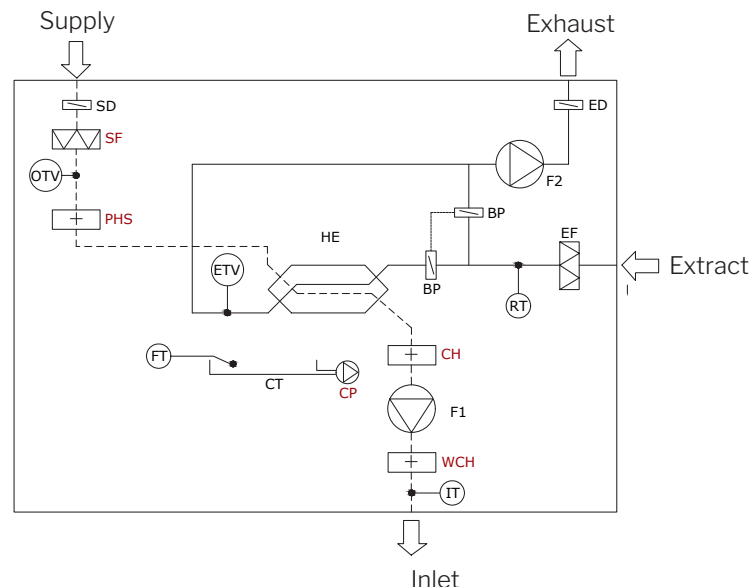 Supply
Exhaust
SD
ED
SF
OTV
F2
PHS
BP
HE
EF
ETV
Extract
BP
RT
FT
CH
CT
CP
F1
WCH
IT
Inlet